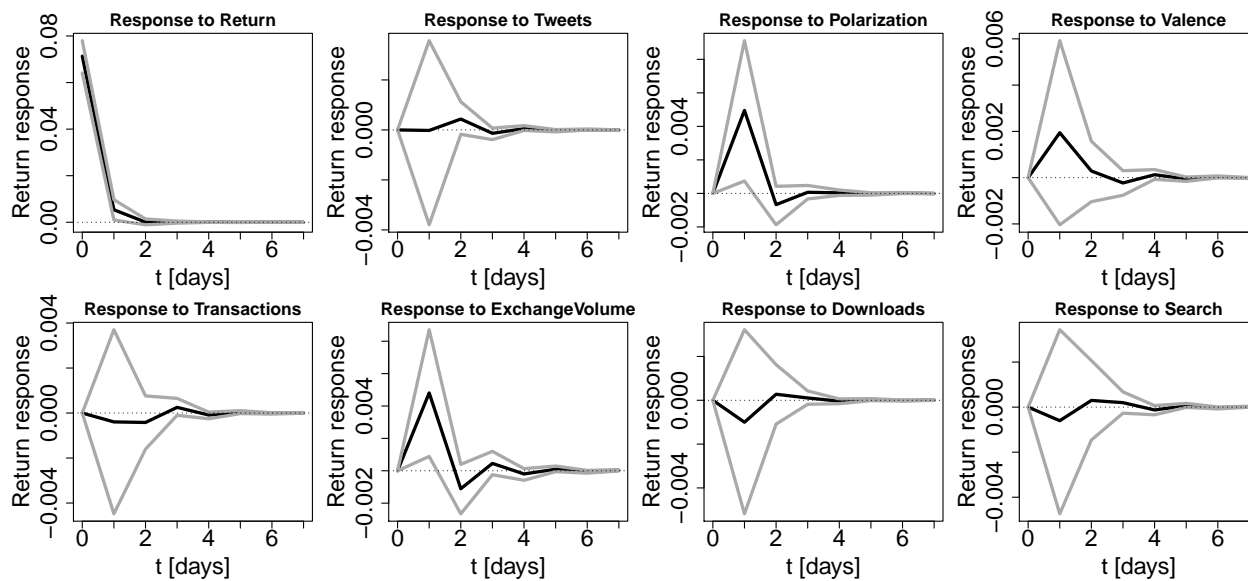 Response to Return
Return response
0.00
0.04
0.08
0 2 4 6
t [days]
Response to Tweets
Return response
−0.004
0.000
0 2 4 6
t [days]
Response to Polarization
Return response
−0.002
0.004
0 2 4 6
t [days]
Response to Valence
Return response
−0.002
0.002
0.006
0 2 4 6
t [days]
Response to Transactions
Return response
−0.004
0.000
0.004
0 2 4 6
t [days]
Response to ExchangeVolume
Return response
−0.002
0.004
0 2 4 6
t [days]
Response to Downloads
Return response
−0.004
0.000
0 2 4 6
t [days]
Response to Search
Return response
−0.004
0.000
0 2 4 6
t [days]